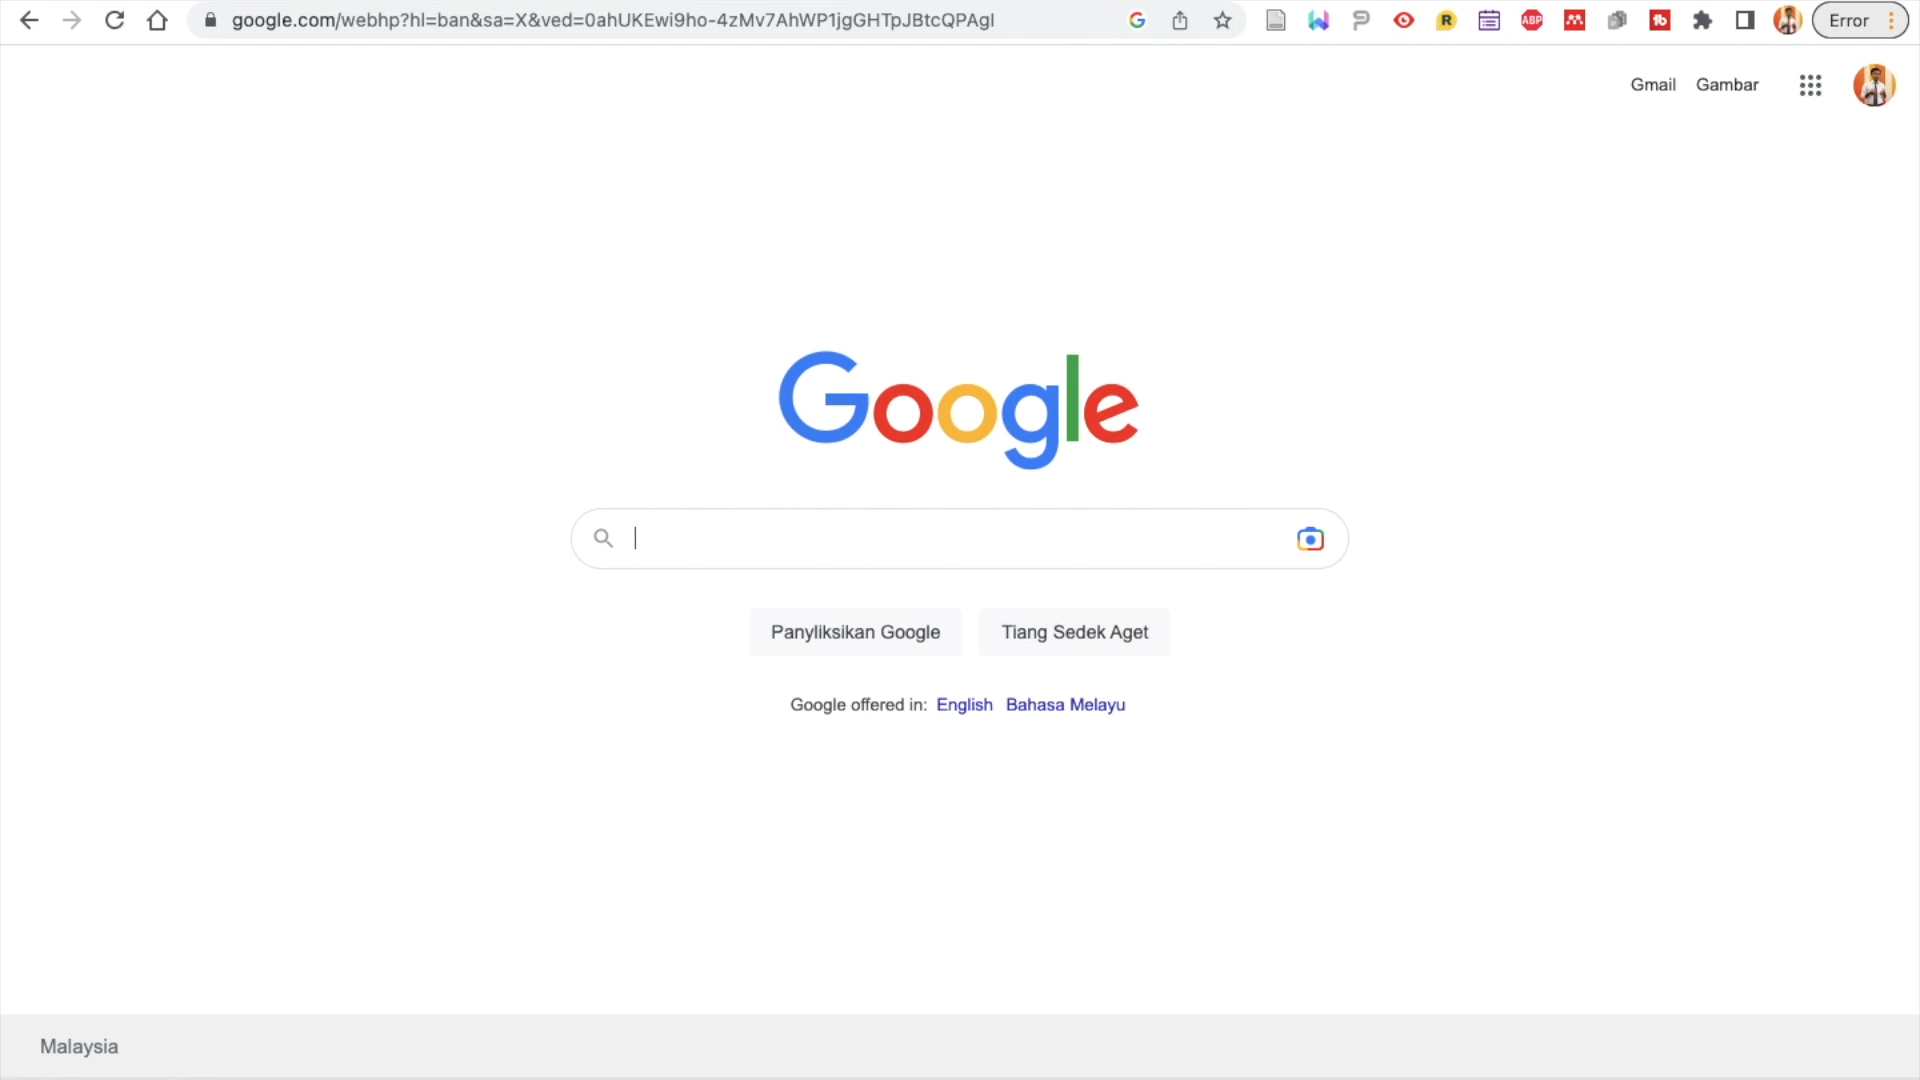 google.com/webhp?hl=ban&sa=X&ved=0ahUKEwi9ho-4zMv7AhWP1jgGHTpJBtcQPAgI
R
ABP
Error
Gmail Gambar
Google
Panyliksikan Google Tiang Sedek Aget
Google offered in: English Bahasa Melayu
Malaysia